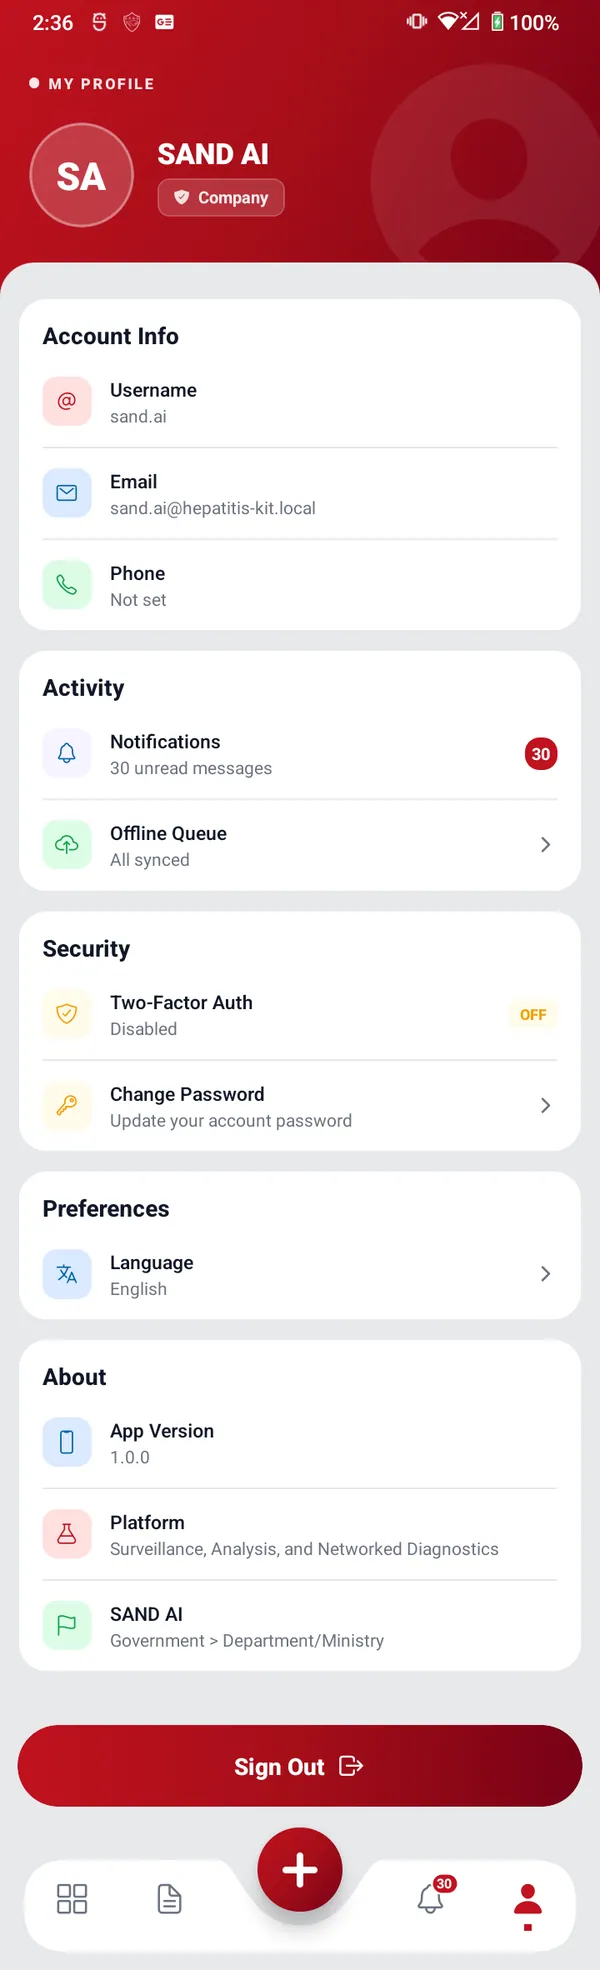 2:36
GE
100%
MY PROFILE
SA
SAND AI
Company
Account Info
Username
sand.ai
Email
sand.ai@hepatitis-kit.local
Phone
Not set
Activity
Notifications
30 unread messages
30
Offline Queue
All synced
Security
Two-Factor Auth
Disabled
OFF
Change Password
Update your account password
Preferences
Language
English
About
App Version
1.0.0
Platform
Surveillance, Analysis, and Networked Diagnostics
SAND AI
Government > Department/Ministry
Sign Out
30